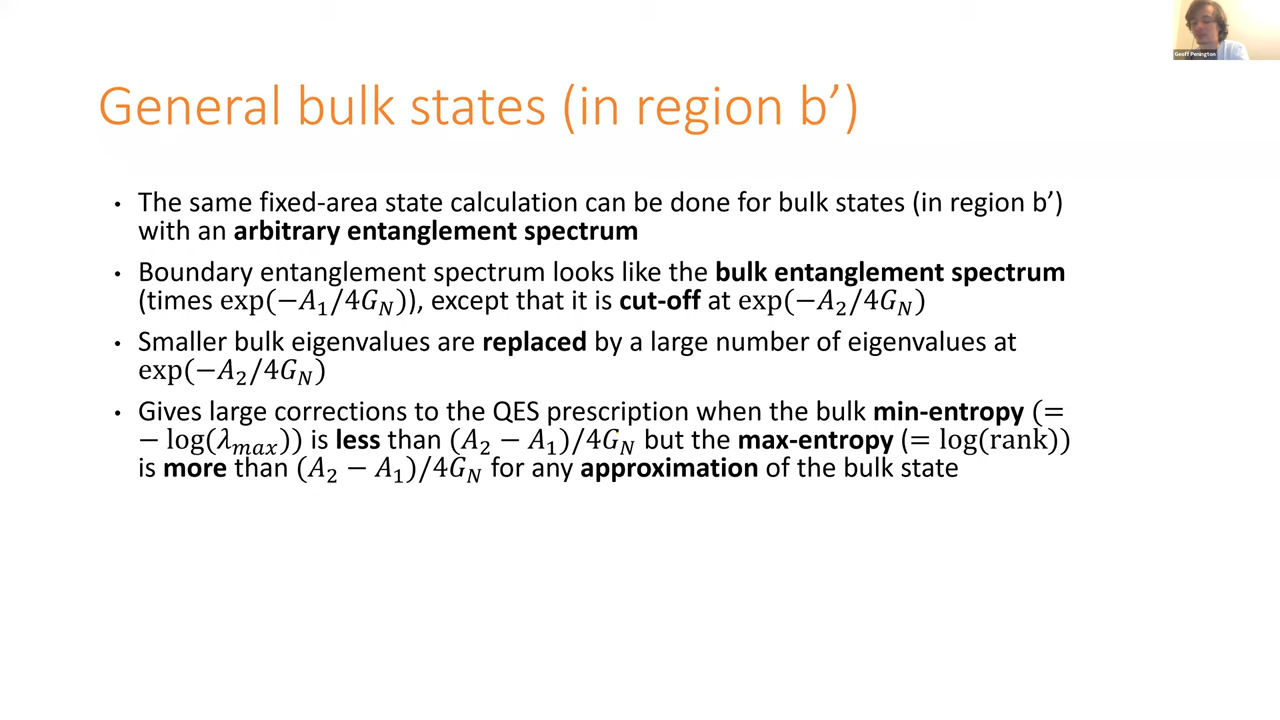 General bulk states (in region b’)
• The same fixed-area state calculation can be done for bulk states (in region b’)
with an arbitrary entanglement spectrum
• Boundary entanglement spectrum looks like the bulk entanglement spectrum
(times exp(−A₁/4G_N)), except that it is cut-off at exp(−A₂/4G_N)
• Smaller bulk eigenvalues are replaced by a large number of eigenvalues at
exp(−A₂/4G_N)
• Gives large corrections to the QES prescription when the bulk min-entropy (=
− log(λ_max)) is less than (A₂ − A₁)/4G_N but the max-entropy (= log(rank))
is more than (A₂ − A₁)/4G_N for any approximation of the bulk state
Geoff Penington